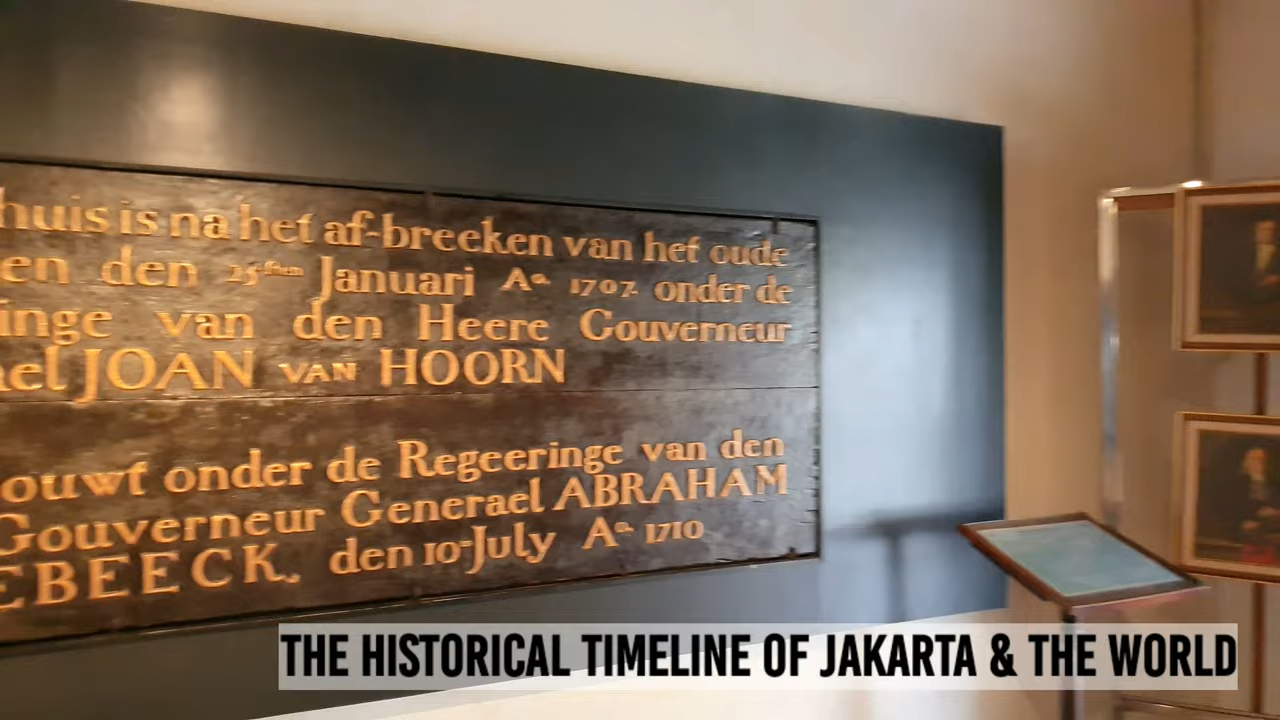 huis is na het af-breeken van het oude
en den 25sten Januari Ao. 1707 onder de
inge van den Heere Gouverneur
el JOAN VAN HOORN
ouwt onder de Regeeringe van den
Gouverneur Generael ABRAHAM
EBEECK. den 10-July Ao. 1710
THE HISTORICAL TIMELINE OF JAKARTA & THE WORLD